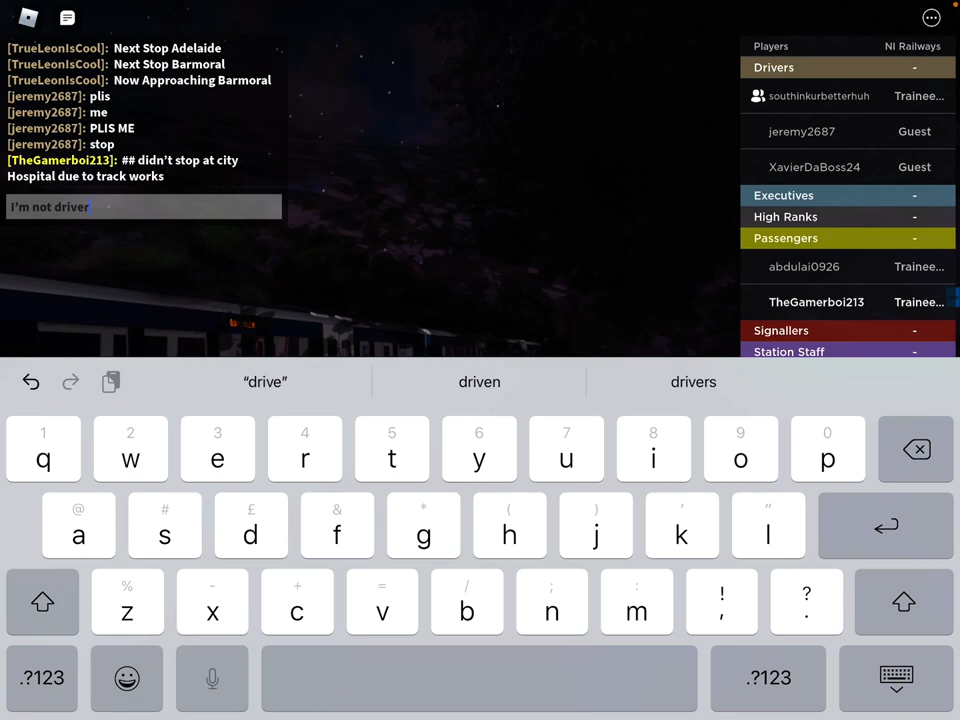 [TrueLeonIsCool]: Next Stop Adelaide
[TrueLeonIsCool]: Next Stop Barmoral
[TrueLeonIsCool]: Now Approaching Barmoral
[jeremy2687]: plis
[jeremy2687]: me
[jeremy2687]: PLIS ME
[jeremy2687]: stop
[TheGamerboi213]: ## didn’t stop at city
Hospital due to track works
I’m not driver
Players NI Railways
Drivers -
southinkurbetterhuh Trainee...
jeremy2687 Guest
XavierDaBoss24 Guest
Executives -
High Ranks -
Passengers -
abdulai0926 Trainee...
TheGamerboi213 Trainee...
Signallers -
Station Staff -
“drive” driven drivers
1 2 3 4 5 6 7 8 9 0
q w e r t y u i o p
@ # £ & * ( ) ’ ”
a s d f g h j k l
% - + = / ; : ! ?
z x c v b n m , .
.?123 .?123